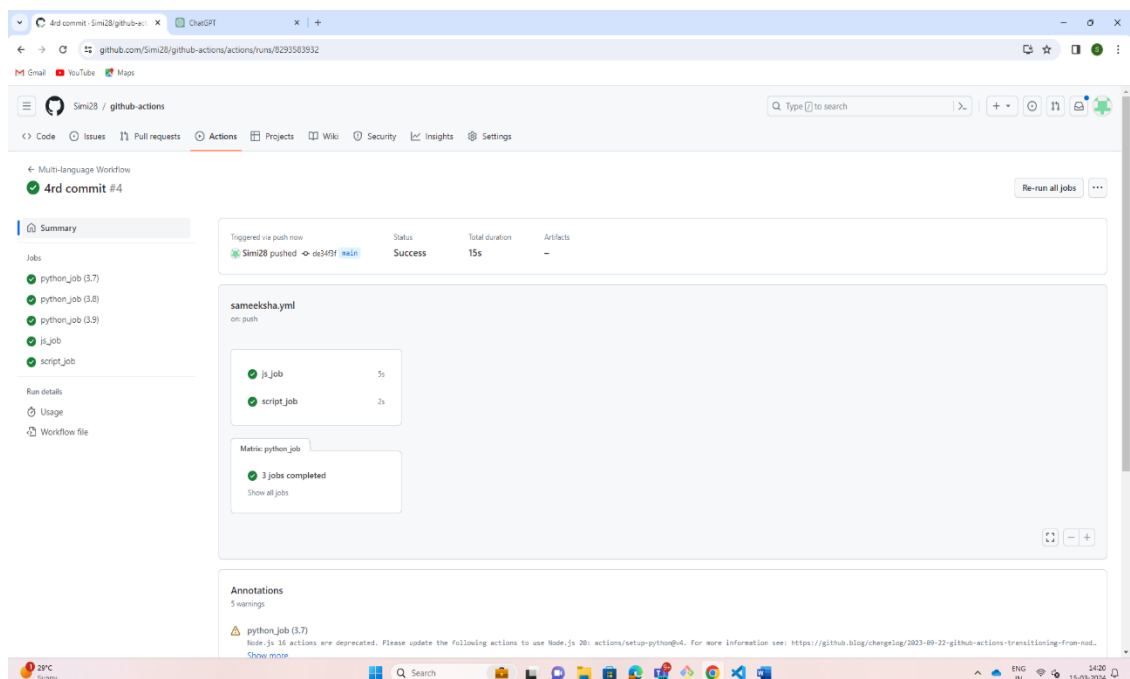 4rd commit · Simi28/github-act
ChatGPT
github.com/Simi28/github-actions/actions/runs/8293583932
Gmail YouTube Maps
Simi28 / github-actions
Type / to search
Code Issues Pull requests Actions Projects Wiki Security Insights Settings
← Multi-language Workflow
4rd commit #4
Re-run all jobs
Summary
Jobs
python_job (3.7)
python_job (3.8)
python_job (3.9)
js_job
script_job
Run details
Usage
Workflow file
Triggered via push now Status Total duration Artifacts
Simi28 pushed de34f3f main Success 15s –
sameeksha.yml
on: push
js_job 5s
script_job 2s
Matrix: python_job
3 jobs completed
Show all jobs
Annotations
5 warnings
python_job (3.7)
Node.js 16 actions are deprecated. Please update the following actions to use Node.js 20: actions/setup-python@v4. For more information see: https://github.blog/changelog/2023-09-22-github-actions-transitioning-from-nod…
Show more
29°C
Sunny
Search
ENG
IN
14:20
15-03-2024